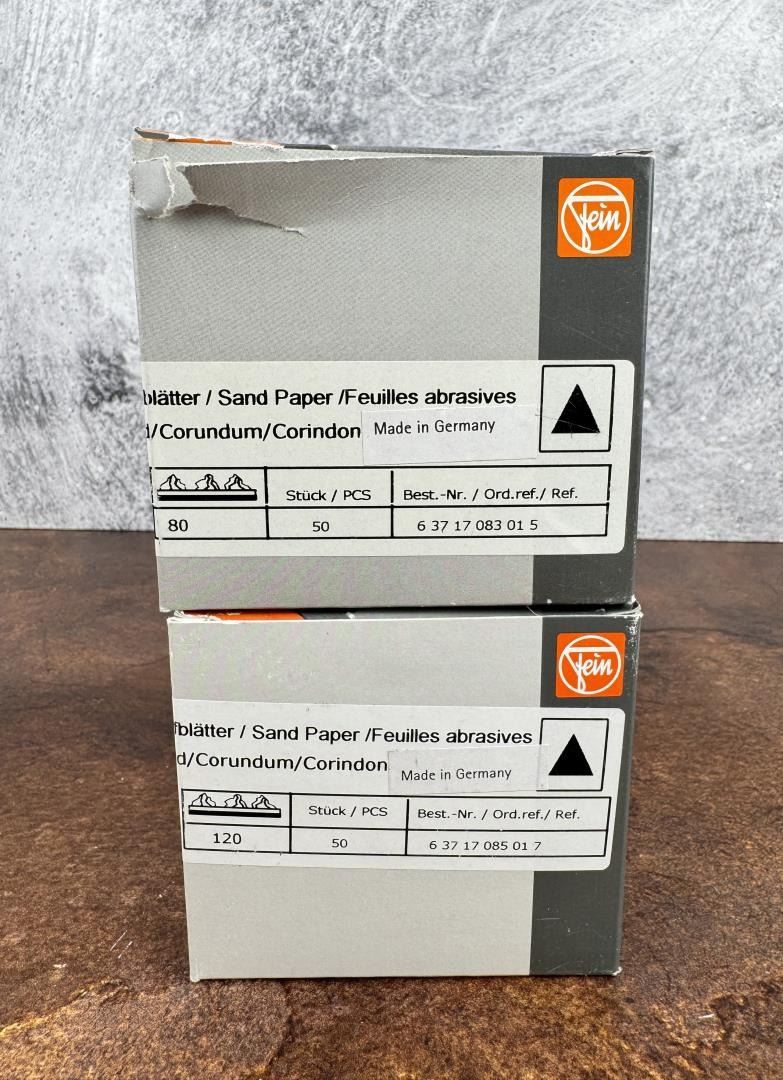 Fein
blätter / Sand Paper /Feuilles abrasives
d/Corundum/Corindon
Made in Germany
Stück / PCS Best.-Nr. / Ord.ref./ Ref.
80 50 6 37 17 083 01 5
Fein
fblätter / Sand Paper /Feuilles abrasives
d/Corundum/Corindon
Made in Germany
Stück / PCS Best.-Nr. / Ord.ref./ Ref.
120 50 6 37 17 085 01 7